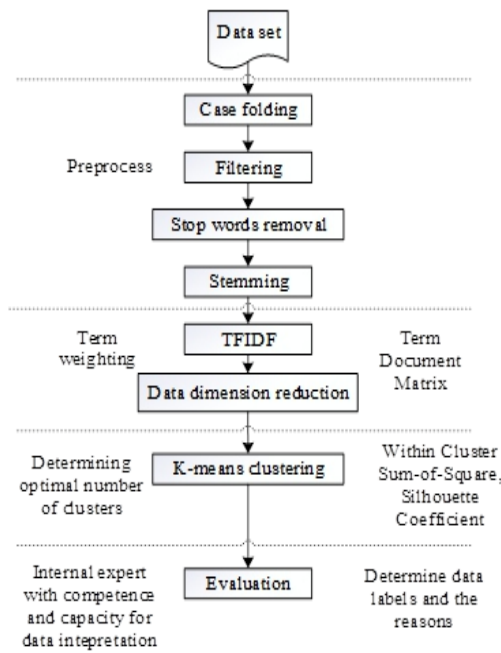 Data set
Case folding
Preprocess
Filtering
Stop words removal
Stemming
Term
weighting
TFIDF
Term
Document
Matrix
Data dimension reduction
Determining
optimal number
of clusters
K-means clustering
Within Cluster
Sum-of-Square,
Silhouette
Coefficient
Internal expert
with competence
and capacity for
data intepretation
Evaluation
Determine data
labels and the
reasons